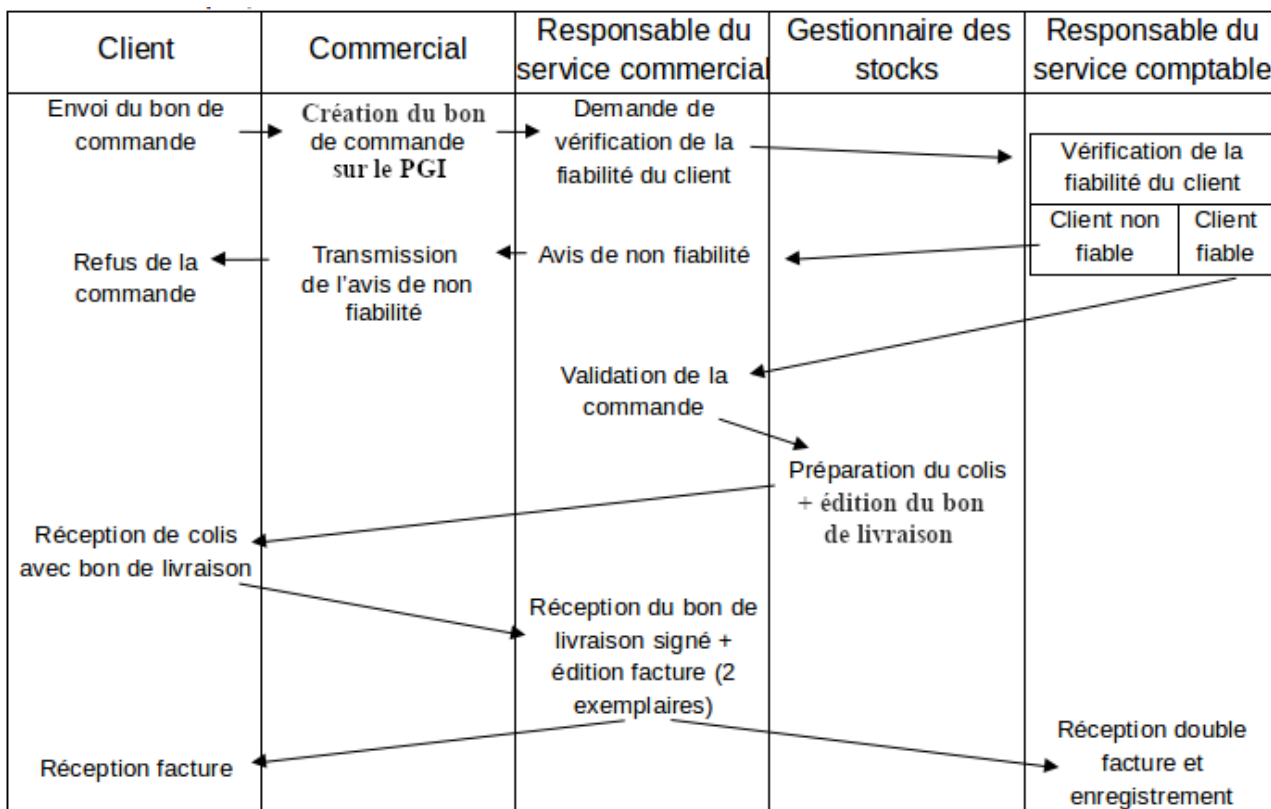 Client
Commercial
Responsable du
service commercial
Gestionnaire des
stocks
Responsable du
service comptable
Envoi du bon de
commande
Création du bon
de commande
sur le PGI
Demande de
vérification de la
fiabilité du client
Vérification de la
fiabilité du client
Client non
fiable
Client
fiable
Avis de non fiabilité
Transmission
de l'avis de non
fiabilité
Refus de la
commande
Validation de la
commande
Préparation du colis
+ édition du bon
de livraison
Réception de colis
avec bon de livraison
Réception du bon de
livraison signé +
édition facture (2
exemplaires)
Réception facture
Réception double
facture et
enregistrement